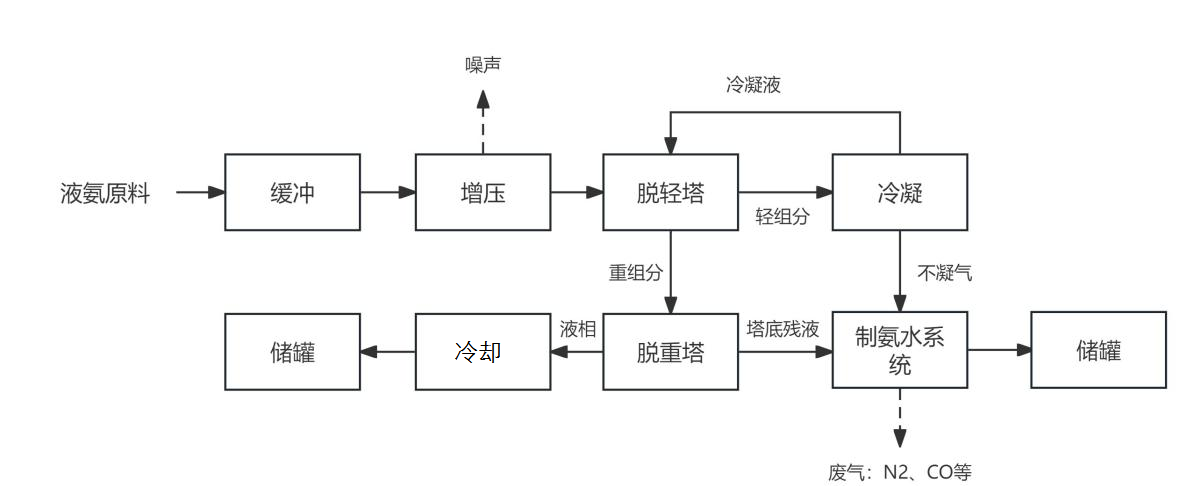 噪声
冷凝液
液氨原料
缓冲
增压
脱轻塔
轻组分
冷凝
重组分
不凝气
储罐
冷却
液相
脱重塔
塔底残液
制氨水系
统
储罐
废气：N2、CO等